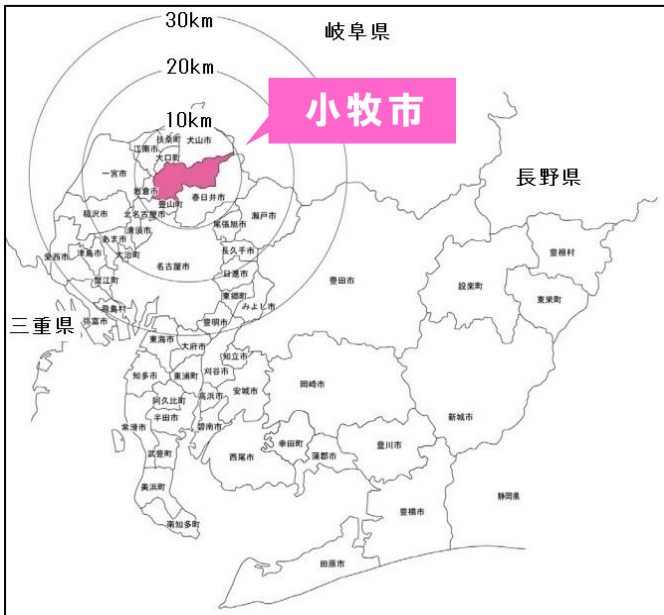 30km
岐阜県
20km
10km
小牧市
扶桑町
犬山市
江南市
大口町
一宮市
長野県
岩倉市
春日井市
豊山町
稲沢市
北名古屋市
瀬戸市
清須市
尾張旭市
あま市
豊根村
愛西市
津島市
大治町
長久手市
名古屋市
日進市
豊田市
設楽町
蟹江町
東栄町
東郷町
みよし市
飛島村
弥富市
三重県
豊明市
東海市
大府市
知立市
知多市
東浦町
刈谷市
岡崎市
安城市
高浜市
阿久比町
新城市
半田市
常滑市
碧南市
幸田町
豊川市
武豊町
西尾市
蒲郡市
美浜町
静岡県
豊橋市
南知多町
田原市